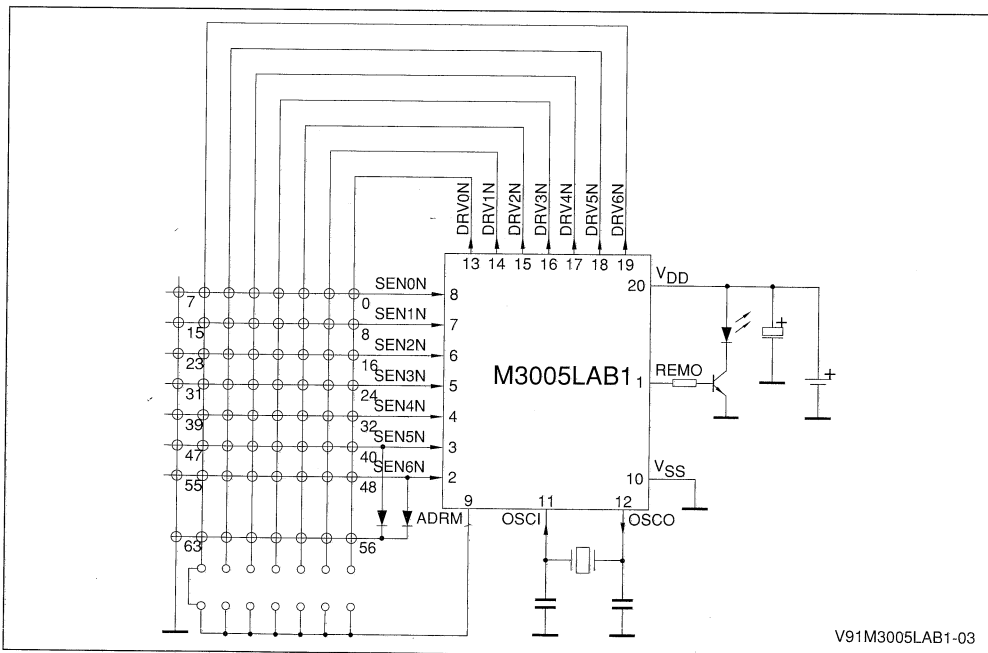 DRV0N
DRV1N
DRV2N
DRV3N
DRV4N
DRV5N
DRV6N
13 14 15 16 17 18 19
SEN0N
7 0 8
SEN1N
15 8 7
SEN2N
23 16 6
SEN3N
31 24 5
SEN4N
39 32 4
SEN5N
47 40 3
SEN6N
55 48 2
63 56
M3005LAB1
20 VDD
1 REMO
10 VSS
9 11 12
ADRM OSCI OSCO
+
+
V91M3005LAB1-03